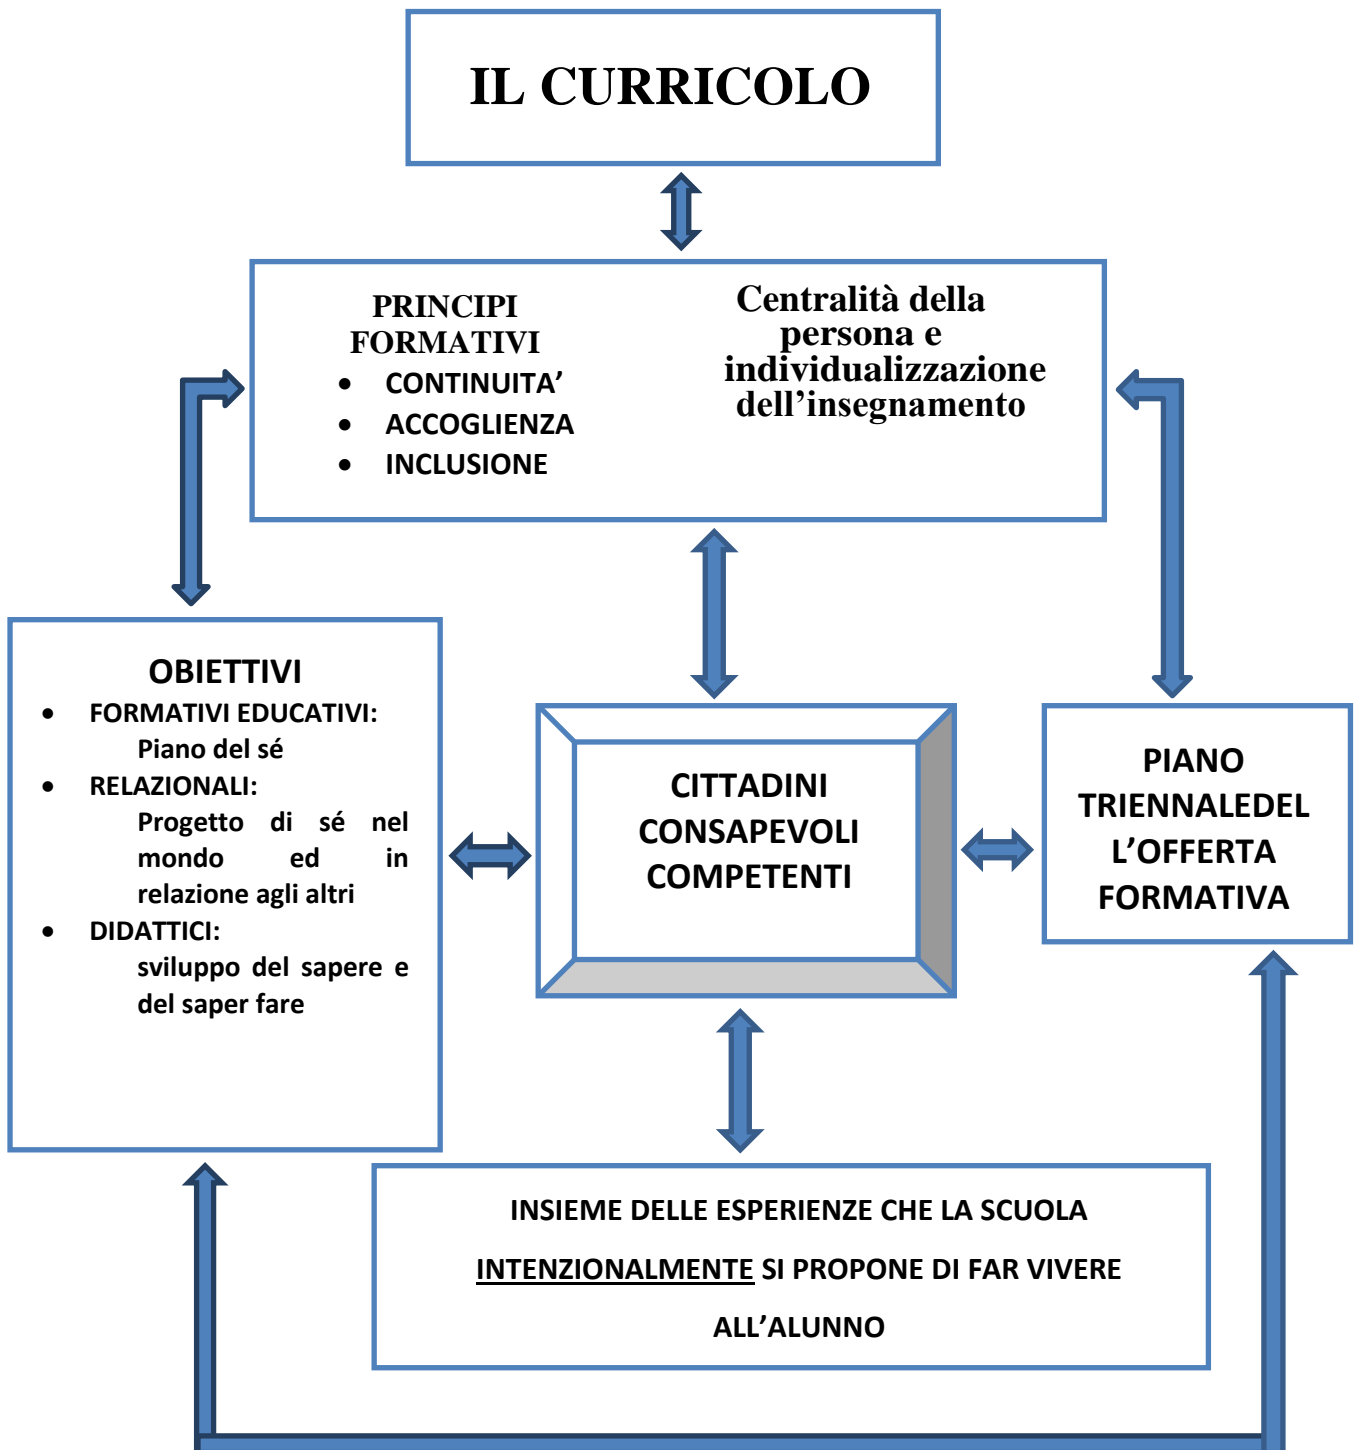 IL CURRICOLO
PRINCIPI
FORMATIVI
• CONTINUITA’
• ACCOGLIENZA
• INCLUSIONE
Centralità della
persona e
individualizzazione
dell’insegnamento
OBIETTIVI
• FORMATIVI EDUCATIVI:
Piano del sé
• RELAZIONALI:
Progetto di sé nel
mondo ed in
relazione agli altri
• DIDATTICI:
sviluppo del sapere e
del saper fare
CITTADINI
CONSAPEVOLI
COMPETENTI
PIANO
TRIENNALEDEL
L’OFFERTA
FORMATIVA
INSIEME DELLE ESPERIENZE CHE LA SCUOLA
INTENZIONALMENTE SI PROPONE DI FAR VIVERE
ALL’ALUNNO